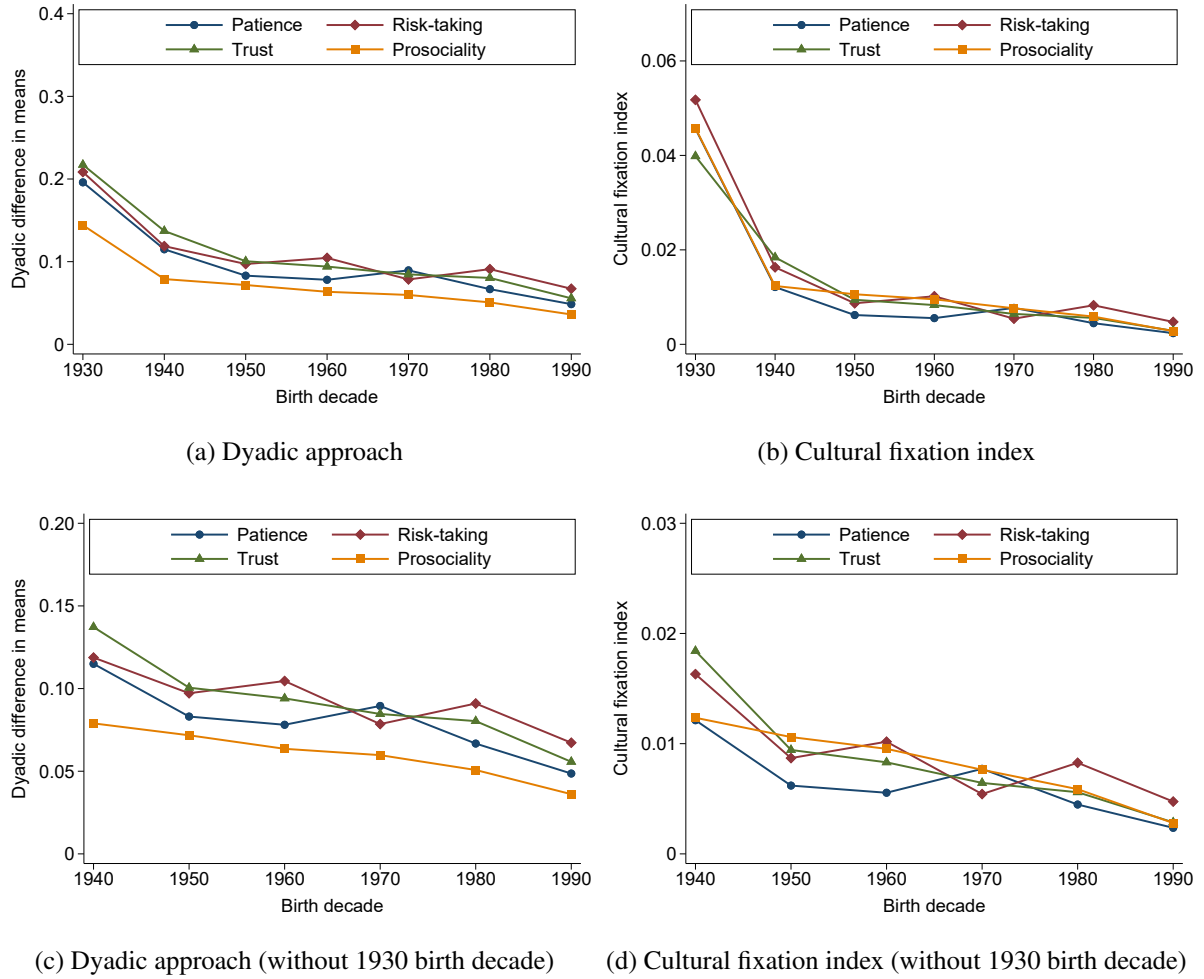 Patience Risk-taking
Trust Prosociality
Dyadic difference in means
0.4
0.3
0.2
0.1
0
1930 1940 1950 1960 1970 1980 1990
Birth decade
(a) Dyadic approach
Patience Risk-taking
Trust Prosociality
Cultural fixation index
0.06
0.04
0.02
0
1930 1940 1950 1960 1970 1980 1990
Birth decade
(b) Cultural fixation index
Patience Risk-taking
Trust Prosociality
Dyadic difference in means
0.20
0.15
0.10
0.05
0
1940 1950 1960 1970 1980 1990
Birth decade
(c) Dyadic approach (without 1930 birth decade)
Patience Risk-taking
Trust Prosociality
Cultural fixation index
0.03
0.02
0.01
0
1940 1950 1960 1970 1980 1990
Birth decade
(d) Cultural fixation index (without 1930 birth decade)